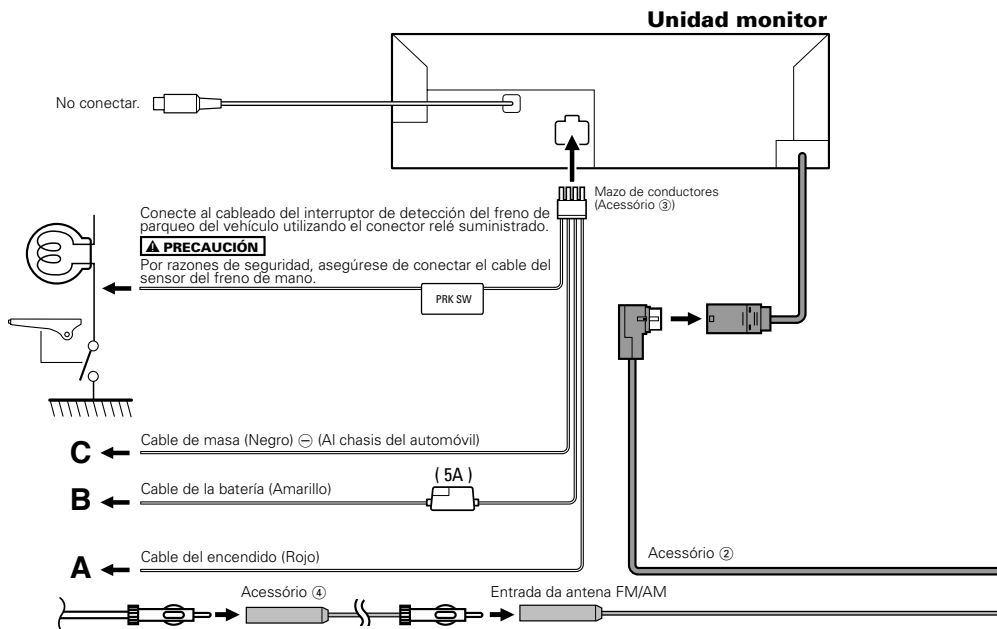 Unidad monitor
No conectar.
Mazo de conductores
(Acessório ③)
Conecte al cableado del interruptor de detección del freno de
parqueo del vehículo utilizando el conector relé suministrado.
⚠ PRECAUCIÓN
Por razones de seguridad, asegúrese de conectar el cable del
sensor del freno de mano.
PRK SW
C
Cable de masa (Negro) ⊖ (Al chasis del automóvil)
( 5A )
B
Cable de la batería (Amarillo)
A
Cable del encendido (Rojo)
Acessório ②
Acessório ④
Entrada da antena FM/AM